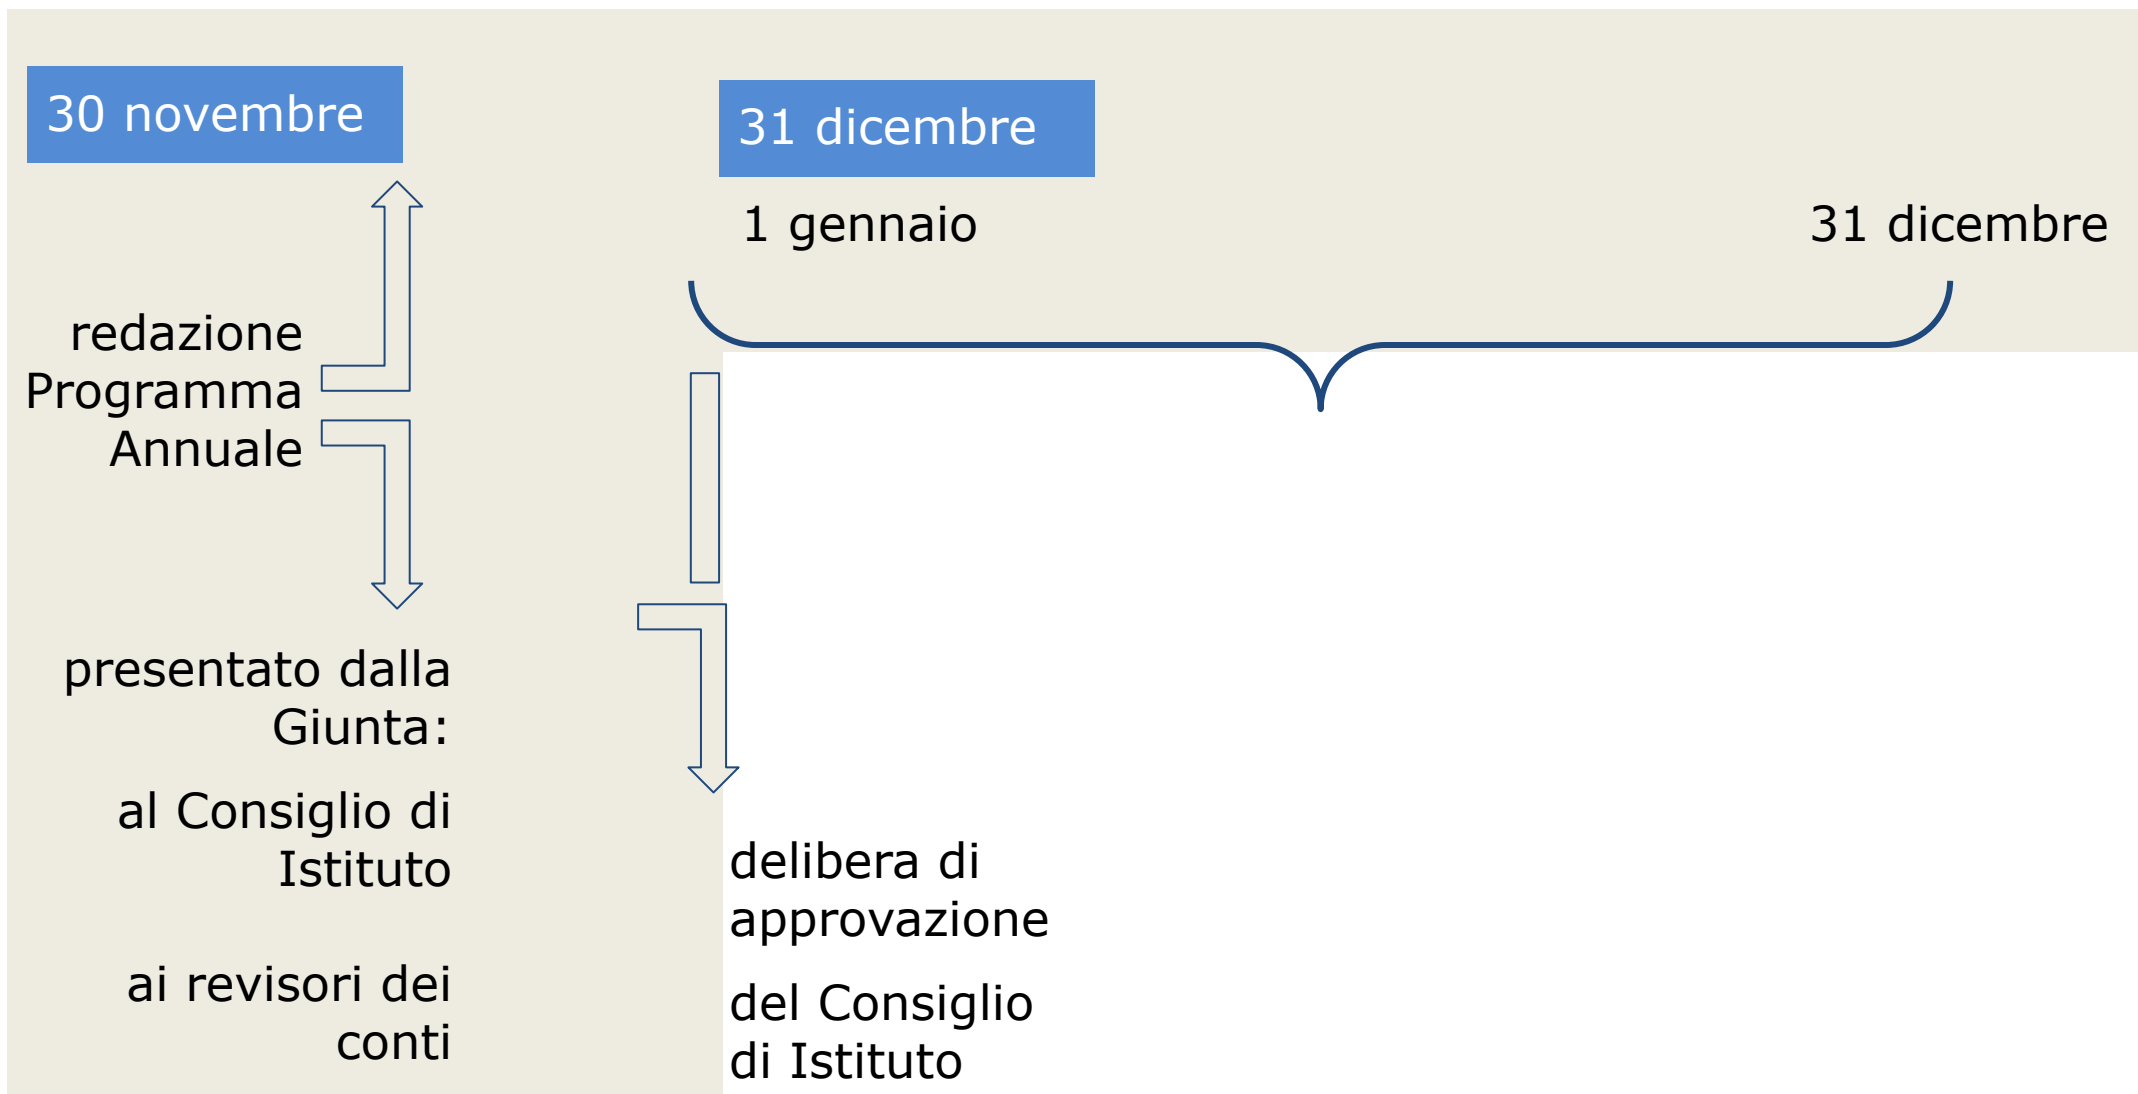 30 novembre
31 dicembre
1 gennaio
31 dicembre
redazione
Programma
Annuale
presentato dalla
Giunta:
al Consiglio di
Istituto
ai revisori dei
conti
delibera di
approvazione
del Consiglio
di Istituto